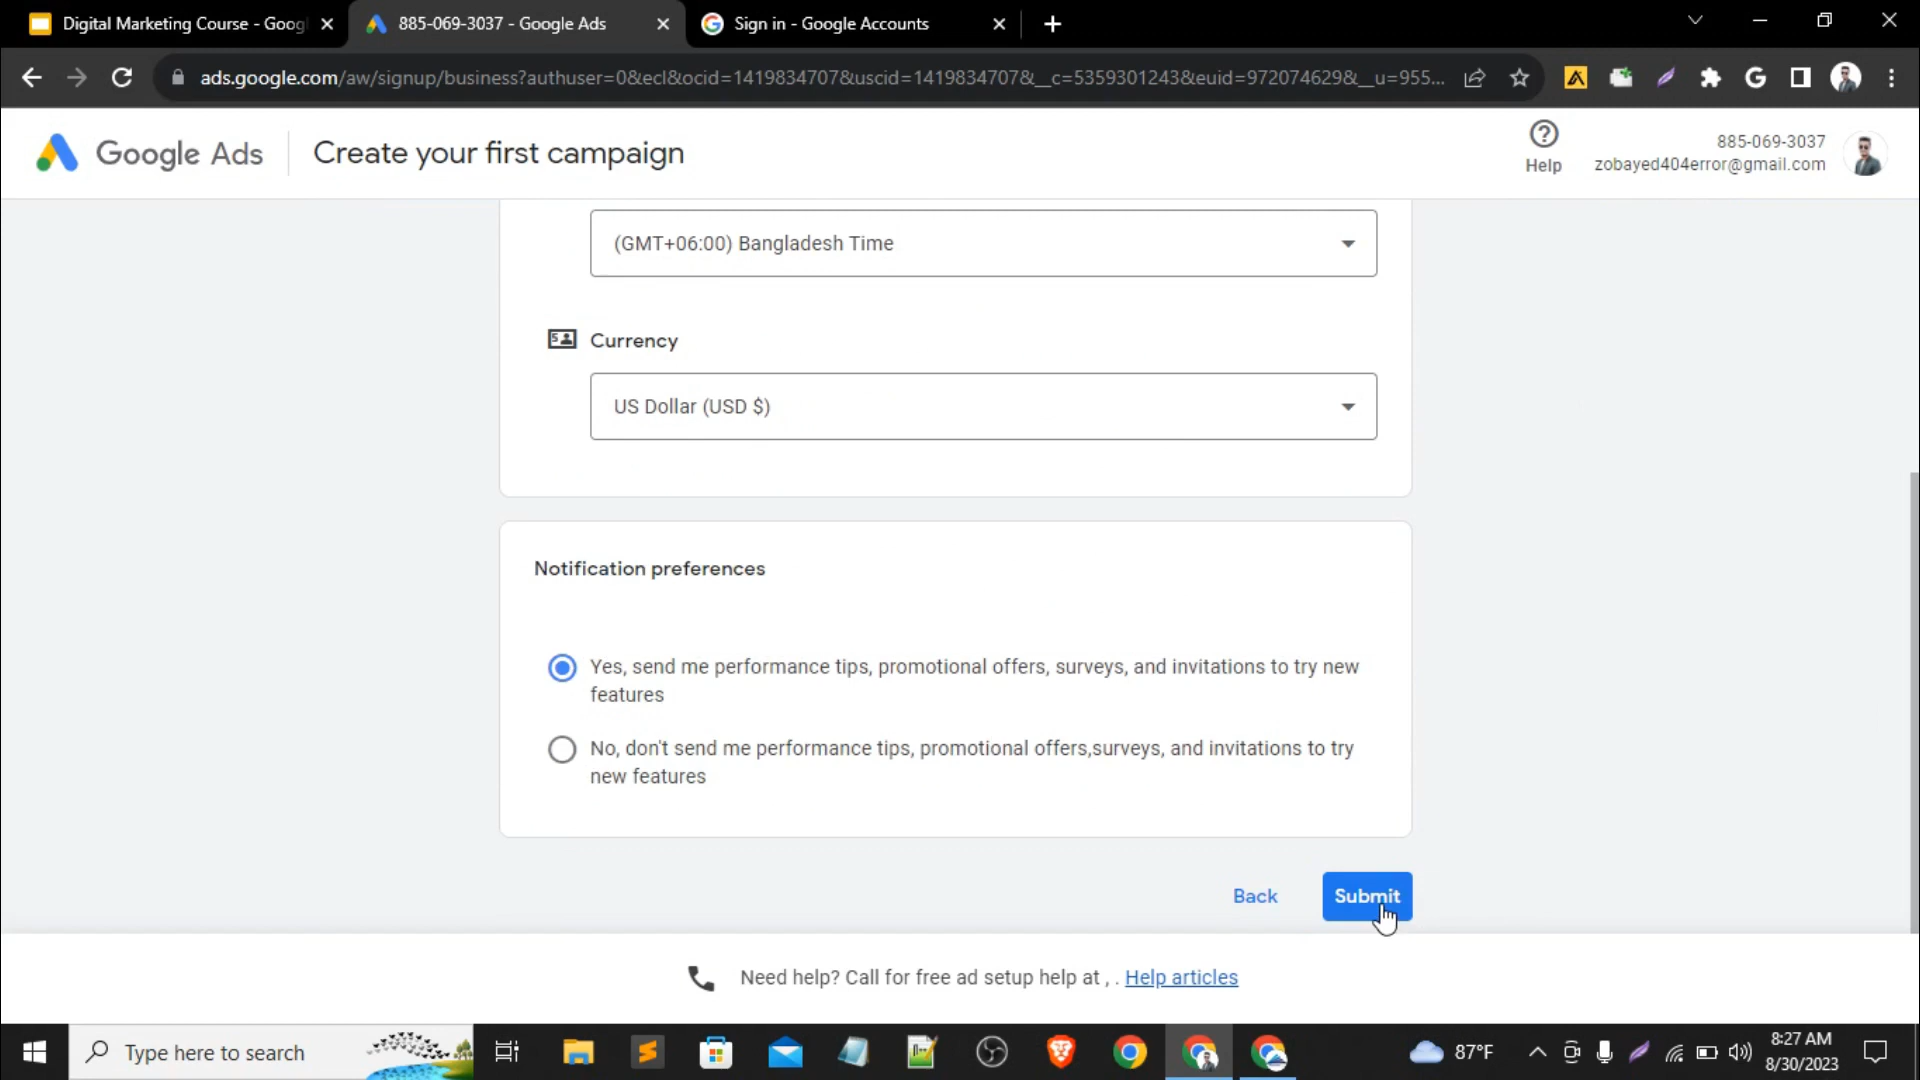 Digital Marketing Course - Goog
885-069-3037 - Google Ads
Sign in - Google Accounts
ads.google.com/aw/signup/business?authuser=0&ecl&ocid=1419834707&uscid=1419834707&__c=5359301243&euid=972074629&__u=955...
Google Ads
Create your first campaign
Help
885-069-3037
zobayed404error@gmail.com
(GMT+06:00) Bangladesh Time
Currency
US Dollar (USD $)
Notification preferences
Yes, send me performance tips, promotional offers, surveys, and invitations to try new
features
No, don't send me performance tips, promotional offers,surveys, and invitations to try
new features
Back
Submit
Need help? Call for free ad setup help at , . Help articles
Type here to search
87°F
8:27 AM
8/30/2023